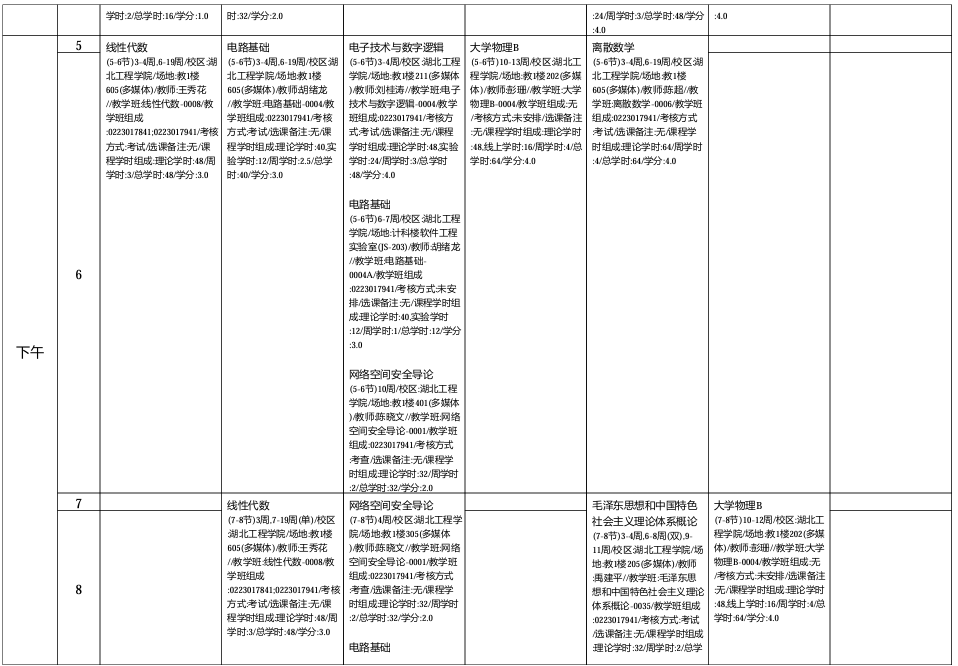 学时:2/总学时:16/学分:1.0
时:32/学分:2.0
:24/周学时:3/总学时:48/学分
:4.0
:4.0
下午
5
6
线性代数
(5-6节)3-4周,6-19周/校区:湖
北工程学院/场地:教1楼
605(多媒体)/教师:王秀花
//教学班:线性代数-0008/教
学班组成
:0223017841;0223017941/考核
方式:考试/选课备注:无/课
程学时组成:理论学时:48/周
学时:3/总学时:48/学分:3.0
电路基础
(5-6节)3-4周,6-19周/校区:湖
北工程学院/场地:教1楼
605(多媒体)/教师:胡绪龙
//教学班:电路基础-0004/教
学班组成:0223017941/考核
方式:考试/选课备注:无/课
程学时组成:理论学时:40,实
验学时:12/周学时:2.5/总学
时:40/学分:3.0
电子技术与数字逻辑
(5-6节)3-4周/校区:湖北工程
学院/场地:教1楼211(多媒体
)/教师:刘桂涛//教学班:电子
技术与数字逻辑-0004/教学
班组成:0223017941/考核方
式:考试/选课备注:无/课程
学时组成:理论学时:48,实验
学时:24/周学时:3/总学时
:48/学分:4.0
电路基础
(5-6节)6-7周/校区:湖北工程
学院/场地:计科楼软件工程
实验室(JS-203)/教师:胡绪龙
//教学班:电路基础-
0004A/教学班组成
:0223017941/考核方式:未安
排/选课备注:无/课程学时组
成:理论学时:40,实验学时
:12/周学时:1/总学时:12/学分
:3.0
网络空间安全导论
(5-6节)10周/校区:湖北工程
学院/场地:教1楼401(多媒体
)/教师:陈晓文//教学班:网络
空间安全导论-0001/教学班
组成:0223017941/考核方式
:考查/选课备注:无/课程学
时组成:理论学时:32/周学时
:2/总学时:32/学分:2.0
大学物理B
(5-6节)10-13周/校区:湖北工
程学院/场地:教1楼202(多媒
体)/教师:彭珊//教学班:大学
物理B-0004/教学班组成:无
/考核方式:未安排/选课备注
:无/课程学时组成:理论学时
:48,线上学时:16/周学时:4/总
学时:64/学分:4.0
离散数学
(5-6节)3-4周,6-19周/校区:湖
北工程学院/场地:教1楼
605(多媒体)/教师:陈超//教
学班:离散数学-0006/教学班
组成:0223017941/考核方式
:考试/选课备注:无/课程学
时组成:理论学时:64/周学时
:4/总学时:64/学分:4.0
7
8
线性代数
(7-8节)3周,7-19周(单)/校区
:湖北工程学院/场地:教1楼
605(多媒体)/教师:王秀花
//教学班:线性代数-0008/教
学班组成
:0223017841;0223017941/考核
方式:考试/选课备注:无/课
程学时组成:理论学时:48/周
学时:3/总学时:48/学分:3.0
网络空间安全导论
(7-8节)4周/校区:湖北工程学
院/场地:教1楼305(多媒体
)/教师:陈晓文//教学班:网络
空间安全导论-0001/教学班
组成:0223017941/考核方式
:考查/选课备注:无/课程学
时组成:理论学时:32/周学时
:2/总学时:32/学分:2.0
电路基础
毛泽东思想和中国特色
社会主义理论体系概论
(7-8节)3-4周,6-8周(双),9-
11周/校区:湖北工程学院/场
地:教1楼205(多媒体)/教师
:禹建平//教学班:毛泽东思
想和中国特色社会主义理论
体系概论-0035/教学班组成
:0223017941/考核方式:考试
/选课备注:无/课程学时组成
:理论学时:32/周学时:2/总学
大学物理B
(7-8节)10-12周/校区:湖北工
程学院/场地:教1楼202(多媒
体)/教师:彭珊//教学班:大学
物理B-0004/教学班组成:无
/考核方式:未安排/选课备注
:无/课程学时组成:理论学时
:48,线上学时:16/周学时:4/总
学时:64/学分:4.0